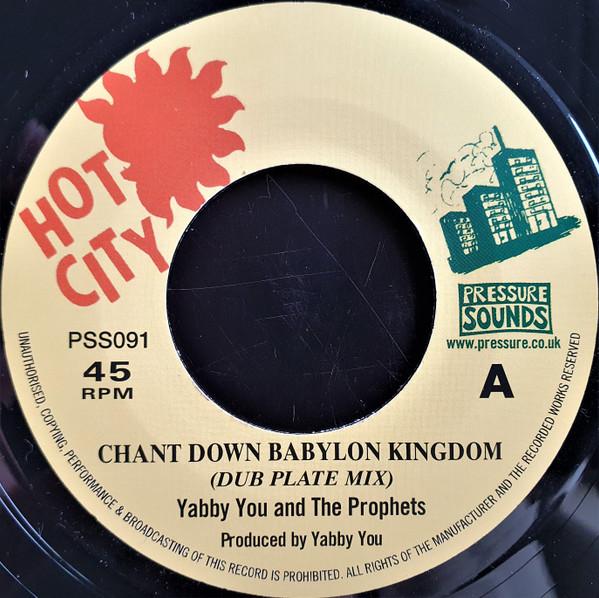 HOT
CITY
PRESSURE
SOUNDS
www.pressure.co.uk
PSS091
45
RPM
A
CHANT DOWN BABYLON KINGDOM
(DUB PLATE MIX)
Yabby You and The Prophets
Produced by Yabby You
UNAUTHORISED, COPYING, PERFORMANCE & BROADCASTING OF THIS RECORD IS PROHIBITED. ALL RIGHTS OF THE MANUFACTURER AND THE RECORDED WORKS RESERVED